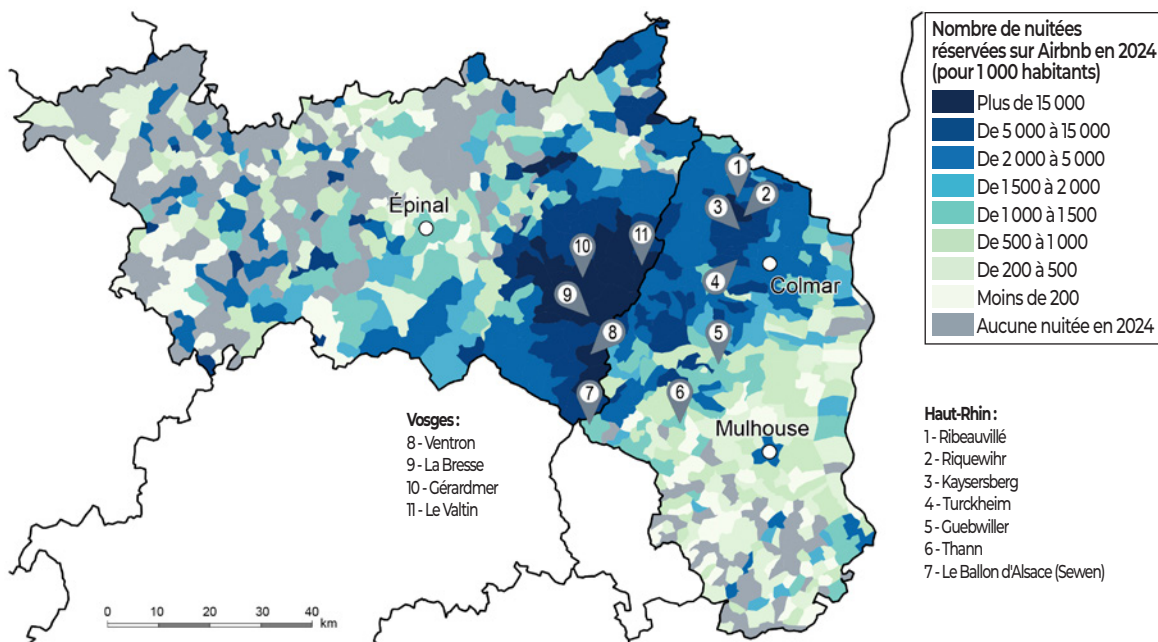 Nombre de nuitées
réservées sur Airbnb en 2024
(pour 1 000 habitants)
Plus de 15 000
De 5 000 à 15 000
De 2 000 à 5 000
De 1 500 à 2 000
De 1 000 à 1 500
De 500 à 1 000
De 200 à 500
Moins de 200
Aucune nuitée en 2024
1
2
3
Épinal
10
11
4
Colmar
9
8
5
7
6
Mulhouse
Vosges :
8 - Ventron
9 - La Bresse
10 - Gérardmer
11 - Le Valtin
Haut-Rhin :
1 - Ribeauvillé
2 - Riquewihr
3 - Kaysersberg
4 - Turckheim
5 - Guebwiller
6 - Thann
7 - Le Ballon d'Alsace (Sewen)
0 10 20 30 40
km